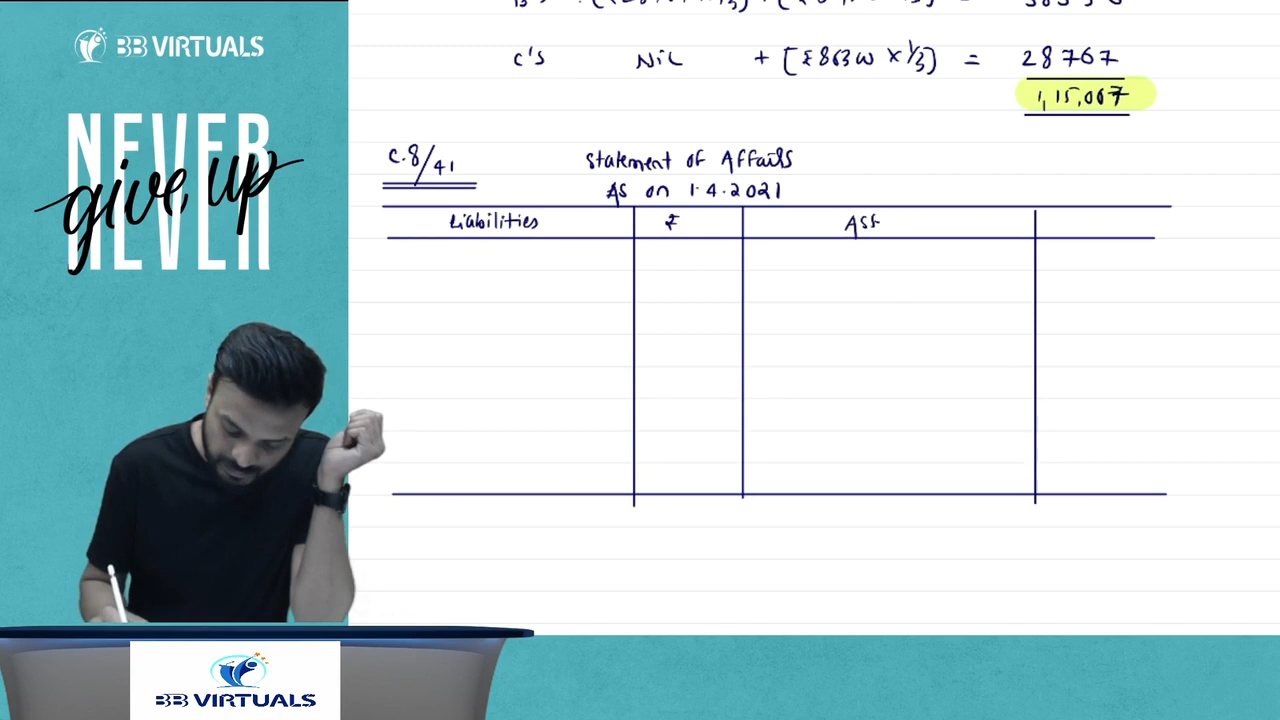 BB VIRTUALS
NEVER
give up
NEVER
C's Nil + [₹86300 × 1/3] = 28767
1,15,067
C.8/41 Statement of Affairs
As on 1.4.2021
Liabilities ₹ Ass
BB VIRTUALS